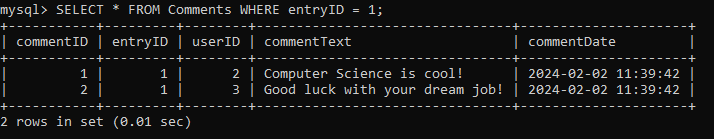 mysql> SELECT * FROM Comments WHERE entryID = 1;
+-----------+---------+--------+-------------------------------+---------------------+
| commentID | entryID | userID | commentText                   | commentDate         |
+-----------+---------+--------+-------------------------------+---------------------+
|         1 |       1 |      2 | Computer Science is cool!     | 2024-02-02 11:39:42 |
|         2 |       1 |      3 | Good luck with your dream job! | 2024-02-02 11:39:42 |
+-----------+---------+--------+-------------------------------+---------------------+
2 rows in set (0.01 sec)